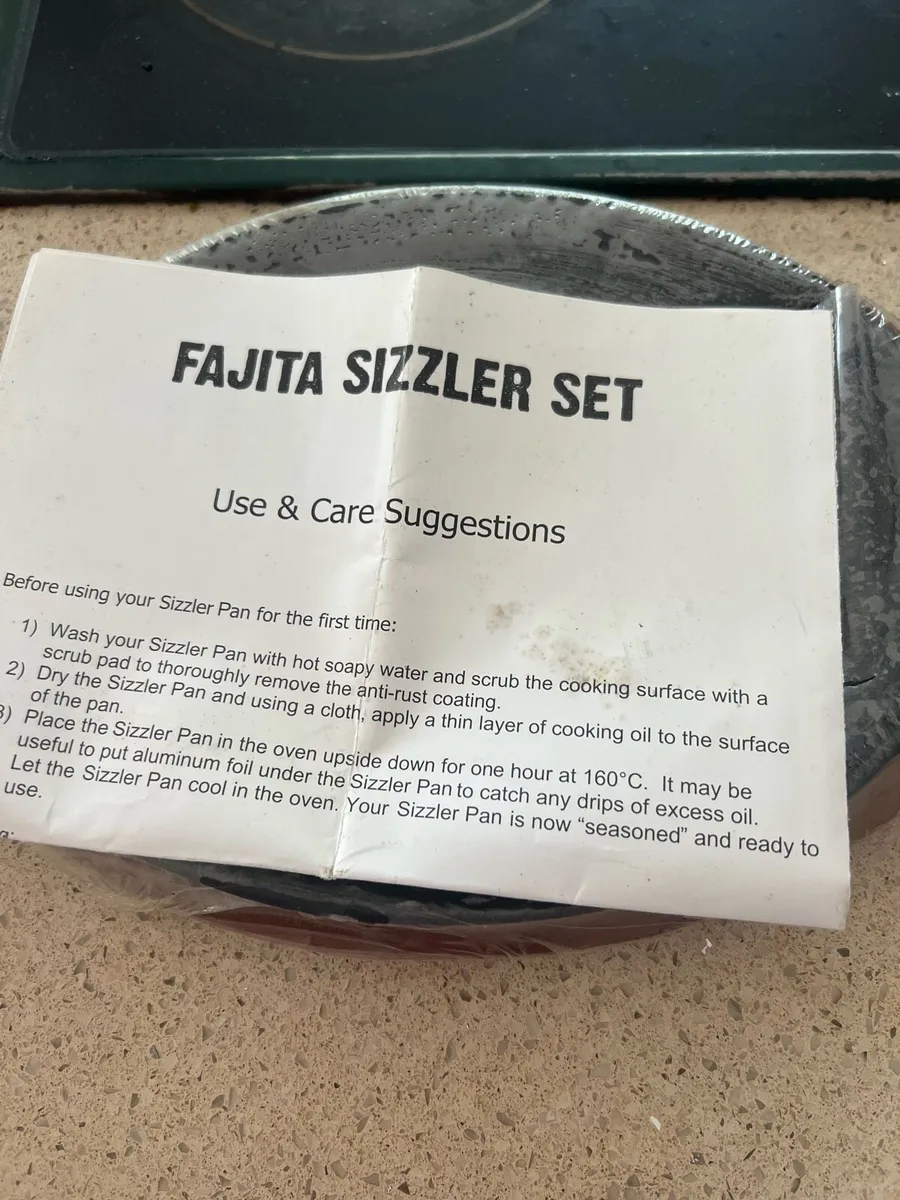 FAJITA SIZZLER SET
Use & Care Suggestions
Before using your Sizzler Pan for the first time:
1) Wash your Sizzler Pan with hot soapy water and scrub the cooking surface with a
scrub pad to thoroughly remove the anti-rust coating.
2) Dry the Sizzler Pan and using a cloth, apply a thin layer of cooking oil to the surface
of the pan.
3) Place the Sizzler Pan in the oven upside down for one hour at 160°C. It may be
useful to put aluminum foil under the Sizzler Pan to catch any drips of excess oil.
Let the Sizzler Pan cool in the oven. Your Sizzler Pan is now “seasoned” and ready to
use.